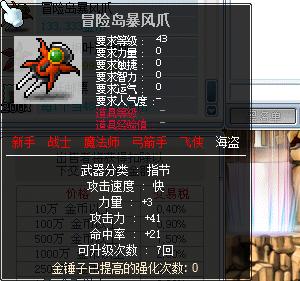 冒险岛暴风爪
要求等级: 43
要求力量: -
要求敏捷: -
要求智力: -
要求运气: -
要求人气度: -
道具等级: -
道具经验值: -
新手 战士 魔法师 弓箭手 飞侠 海盗
武器分类: 指节
攻击速度: 快
力量: +3
攻击力: +41
命中率: +21
可升级次数: 7回
金锤子已提高的强化次数: 0